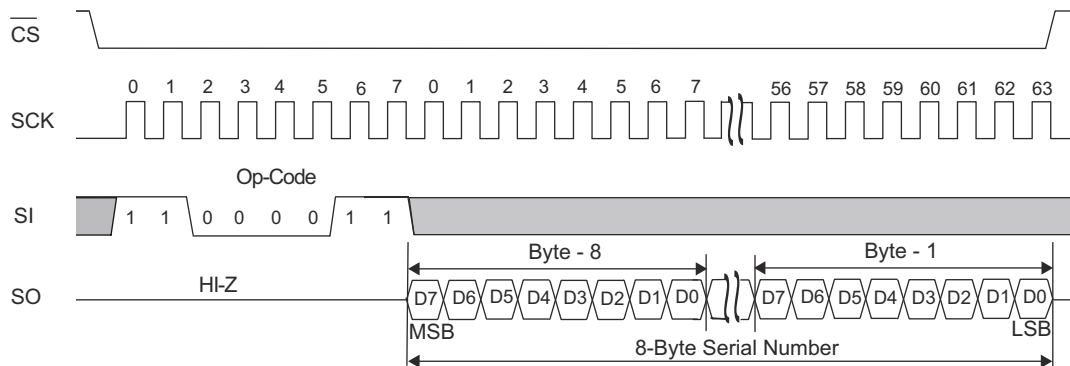 CS
0 1 2 3 4 5 6 7 0 1 2 3 4 5 6 7 56 57 58 59 60 61 62 63
SCK
Op-Code
SI 1 1 0 0 0 0 1 1
Byte - 8 Byte - 1
HI-Z
SO D7 D6 D5 D4 D3 D2 D1 D0 D7 D6 D5 D4 D3 D2 D1 D0
MSB LSB
8-Byte Serial Number